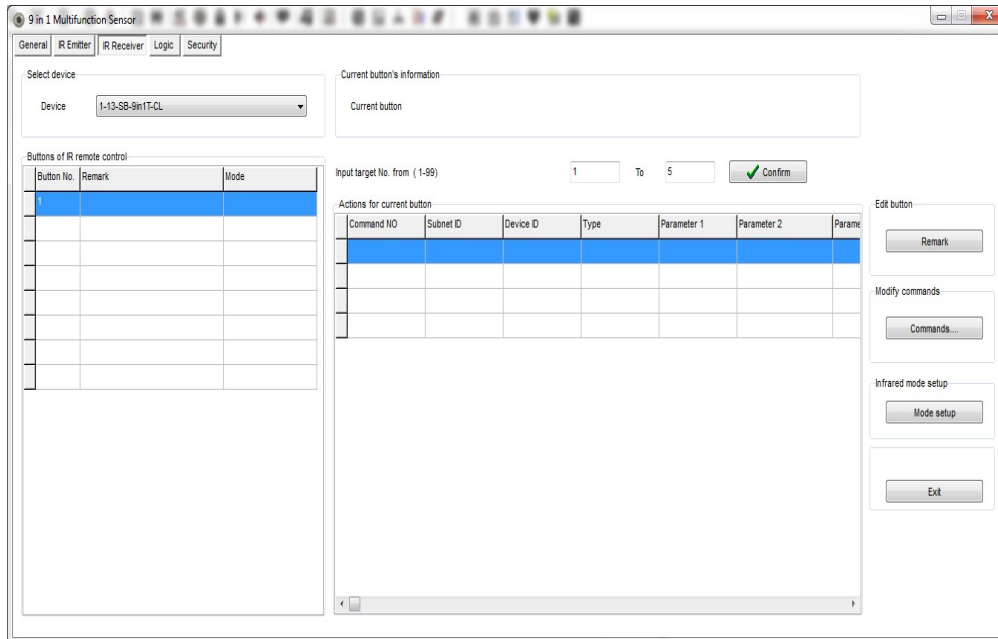 9 in 1 Multifunction Sensor
General IR Emitter IR Receiver Logic Security
Select device
Device 1-13-SB-9in1T-CL
Current button's information
Current button
Buttons of IR remote control
Button No. Remark Mode
1
Input target No. from ( 1-99) 1 To 5 Confirm
Actions for current button
Command NO Subnet ID Device ID Type Parameter 1 Parameter 2 Parame
Edit button
Remark
Modify commands
Commands....
Infrared mode setup
Mode setup
Exit